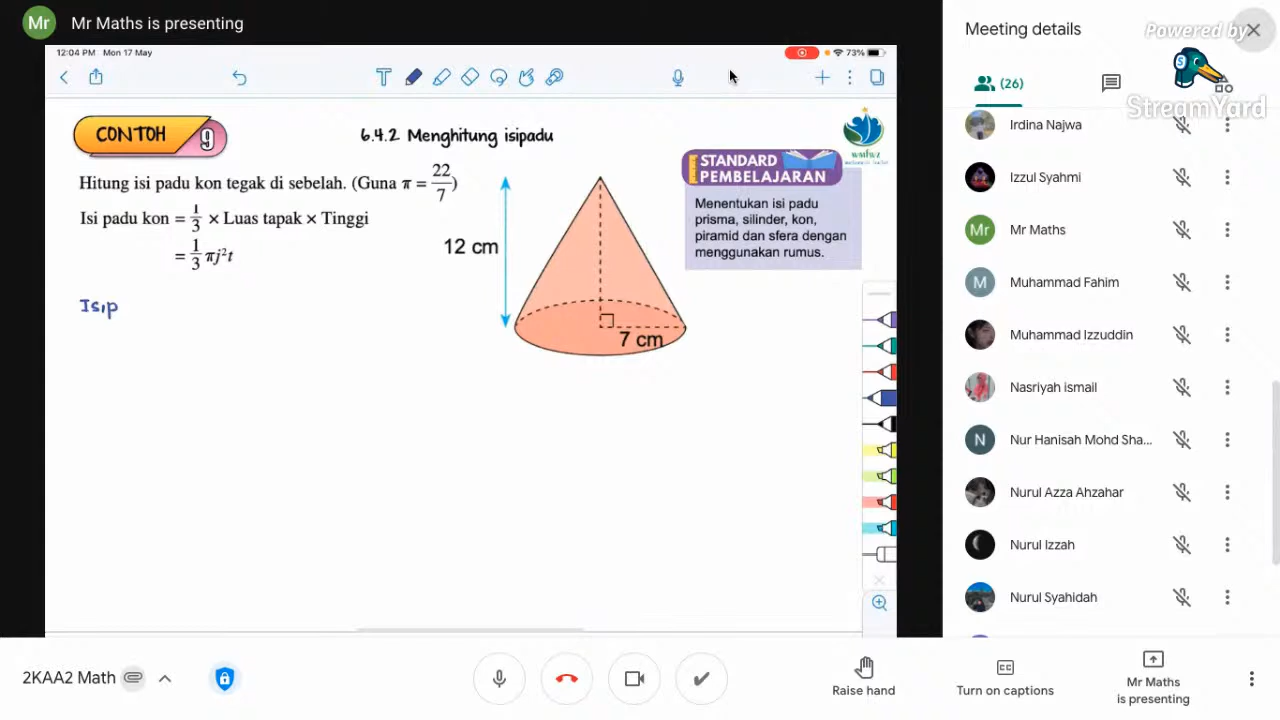 Mr
Mr Maths is presenting
12:04 PM Mon 17 May
73%
CONTOH 9
6.4.2 Menghitung isipadu
Hitung isi padu kon tegak di sebelah. (Guna π = 22/7)
Isi padu kon = 1/3 × Luas tapak × Tinggi
= 1/3 πj²t
Isip
12 cm
7 cm
STANDARD
PEMBELAJARAN
Menentukan isi padu
prisma, silinder, kon,
piramid dan sfera dengan
menggunakan rumus.
Meeting details
Powered by
StreamYard
(26)
Irdina Najwa
Izzul Syahmi
Mr
Mr Maths
M
Muhammad Fahim
Muhammad Izzuddin
Nasriyah ismail
N
Nur Hanisah Mohd Sha...
Nurul Azza Ahzahar
Nurul Izzah
Nurul Syahidah
2KAA2 Math
Raise hand
Turn on captions
Mr Maths
is presenting